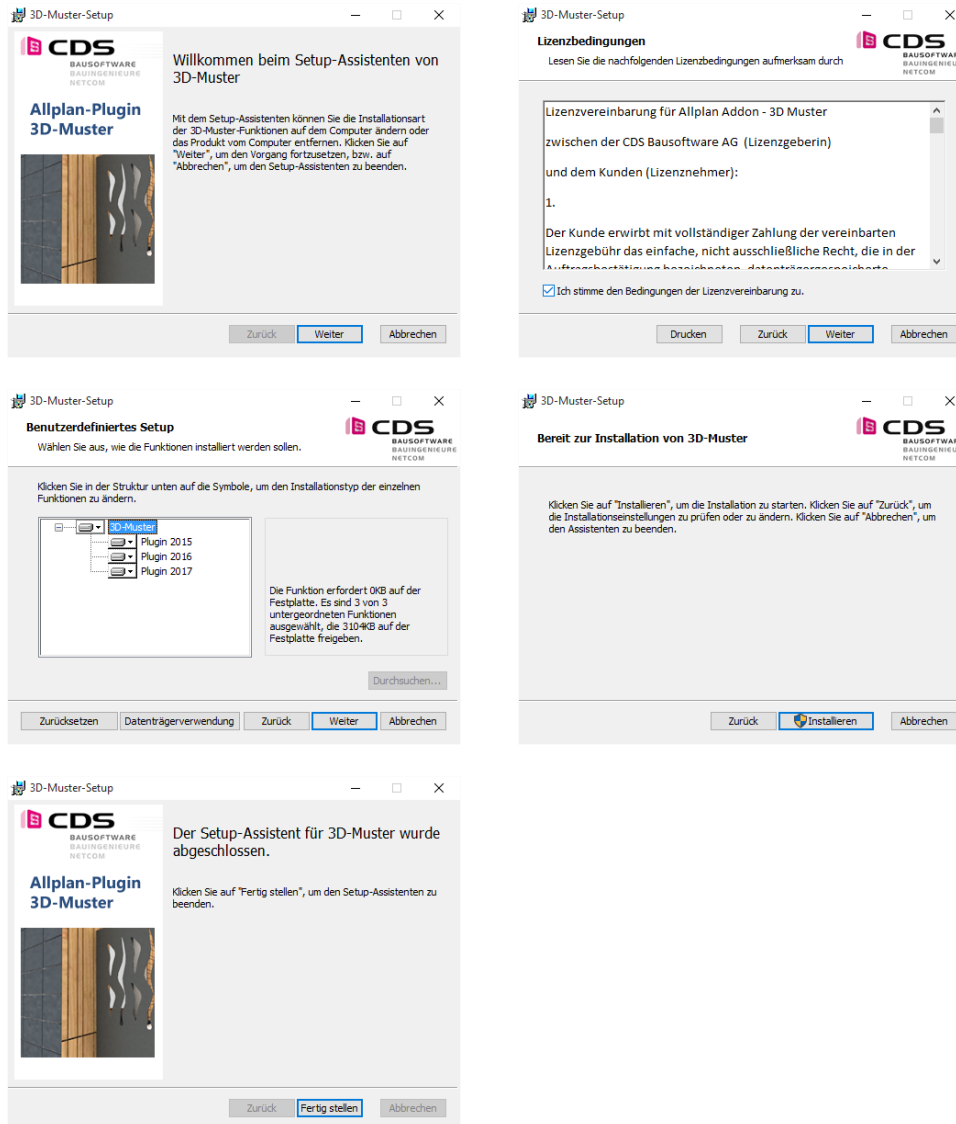 3D-Muster-Setup
CDS
BAUSOFTWARE
BAUINGENIEURE
NETCOM
Allplan-Plugin
3D-Muster
Willkommen beim Setup-Assistenten von
3D-Muster
Mit dem Setup-Assistenten können Sie die Installationsart
der 3D-Muster-Funktionen auf dem Computer ändern oder
das Produkt vom Computer entfernen. Klicken Sie auf
"Weiter", um den Vorgang fortzusetzen, bzw. auf
"Abbrechen", um den Setup-Assistenten zu beenden.
Zurück Weiter Abbrechen
3D-Muster-Setup
Lizenzbedingungen
Lesen Sie die nachfolgenden Lizenzbedingungen aufmerksam durch
CDS
BAUSOFTWAR
BAUINGENIEU
NETCOM
Lizenzvereinbarung für Allplan Addon - 3D Muster
zwischen der CDS Bausoftware AG (Lizenzgeberin)
und dem Kunden (Lizenznehmer):
1.
Der Kunde erwirbt mit vollständiger Zahlung der vereinbarten
Lizenzgebühr das einfache, nicht ausschließliche Recht, die in der
Auftragsbestätigung bezeichneten, datenträgergespeicherte
Ich stimme den Bedingungen der Lizenzvereinbarung zu.
Drucken Zurück Weiter Abbrechen
3D-Muster-Setup
Benutzerdefiniertes Setup
Wählen Sie aus, wie die Funktionen installiert werden sollen.
CDS
BAUSOFTWARE
BAUINGENIEURE
NETCOM
Klicken Sie in der Struktur unten auf die Symbole, um den Installationstyp der einzelnen
Funktionen zu ändern.
3D-Muster
Plugin 2015
Plugin 2016
Plugin 2017
Die Funktion erfordert 0KB auf der
Festplatte. Es sind 3 von 3
untergeordneten Funktionen
ausgewählt, die 3104KB auf der
Festplatte freigeben.
Durchsuchen...
Zurücksetzen Datenträgerverwendung Zurück Weiter Abbrechen
3D-Muster-Setup
Bereit zur Installation von 3D-Muster
CDS
BAUSOFTWAR
BAUINGENIEU
NETCOM
Klicken Sie auf "Installieren", um die Installation zu starten. Klicken Sie auf "Zurück", um
die Installationseinstellungen zu prüfen oder zu ändern. Klicken Sie auf "Abbrechen", um
den Assistenten zu beenden.
Zurück Installieren Abbrechen
3D-Muster-Setup
CDS
BAUSOFTWARE
BAUINGENIEURE
NETCOM
Allplan-Plugin
3D-Muster
Der Setup-Assistent für 3D-Muster wurde
abgeschlossen.
Klicken Sie auf "Fertig stellen", um den Setup-Assistenten zu
beenden.
Zurück Fertig stellen Abbrechen